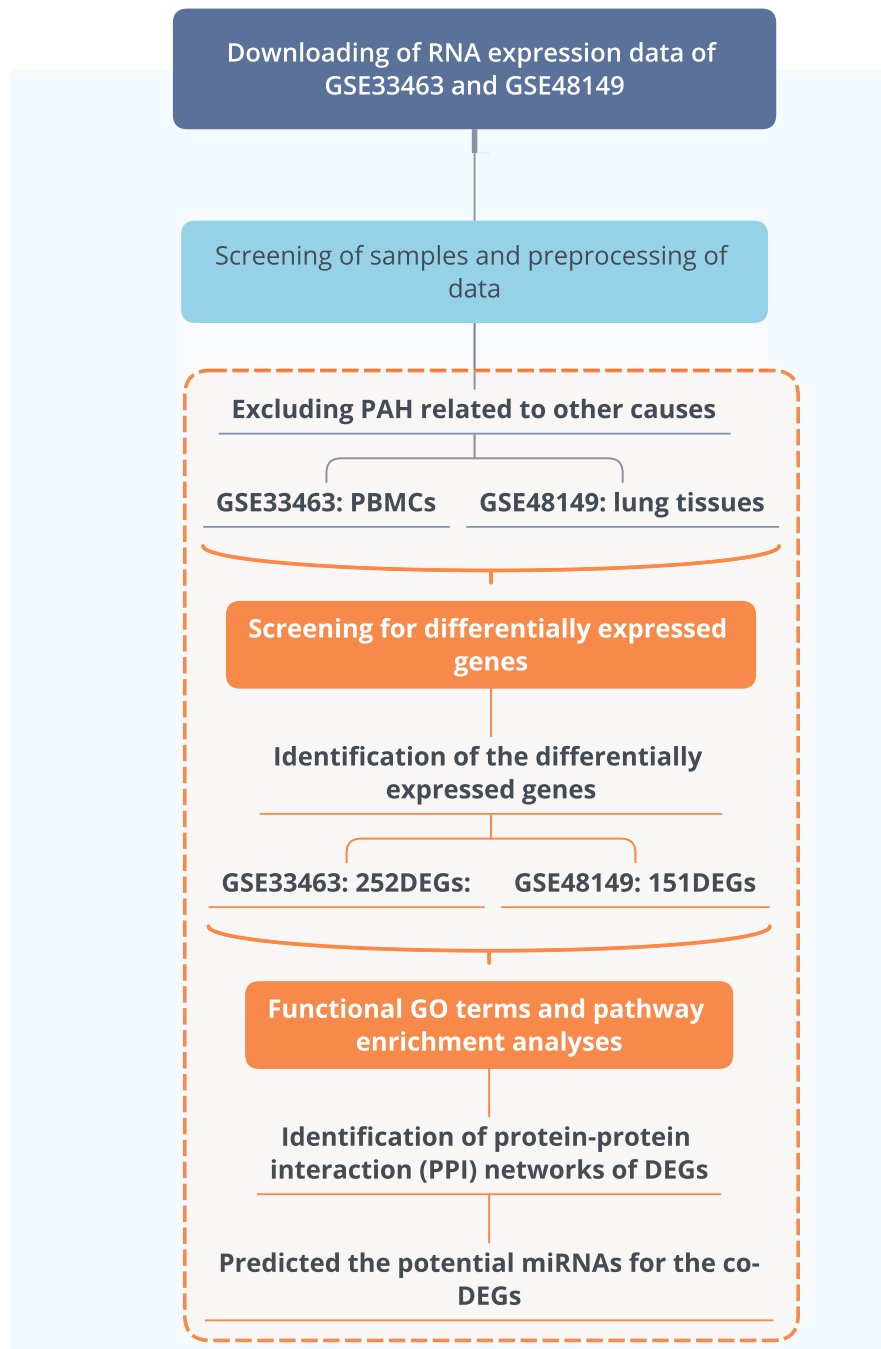 Downloading of RNA expression data of
GSE33463 and GSE48149
Screening of samples and preprocessing of
data
Excluding PAH related to other causes
GSE33463: PBMCs
GSE48149: lung tissues
Screening for differentially expressed
genes
Identification of the differentially
expressed genes
GSE33463: 252DEGs:
GSE48149: 151DEGs
Functional GO terms and pathway
enrichment analyses
Identification of protein-protein
interaction (PPI) networks of DEGs
Predicted the potential miRNAs for the co-
DEGs